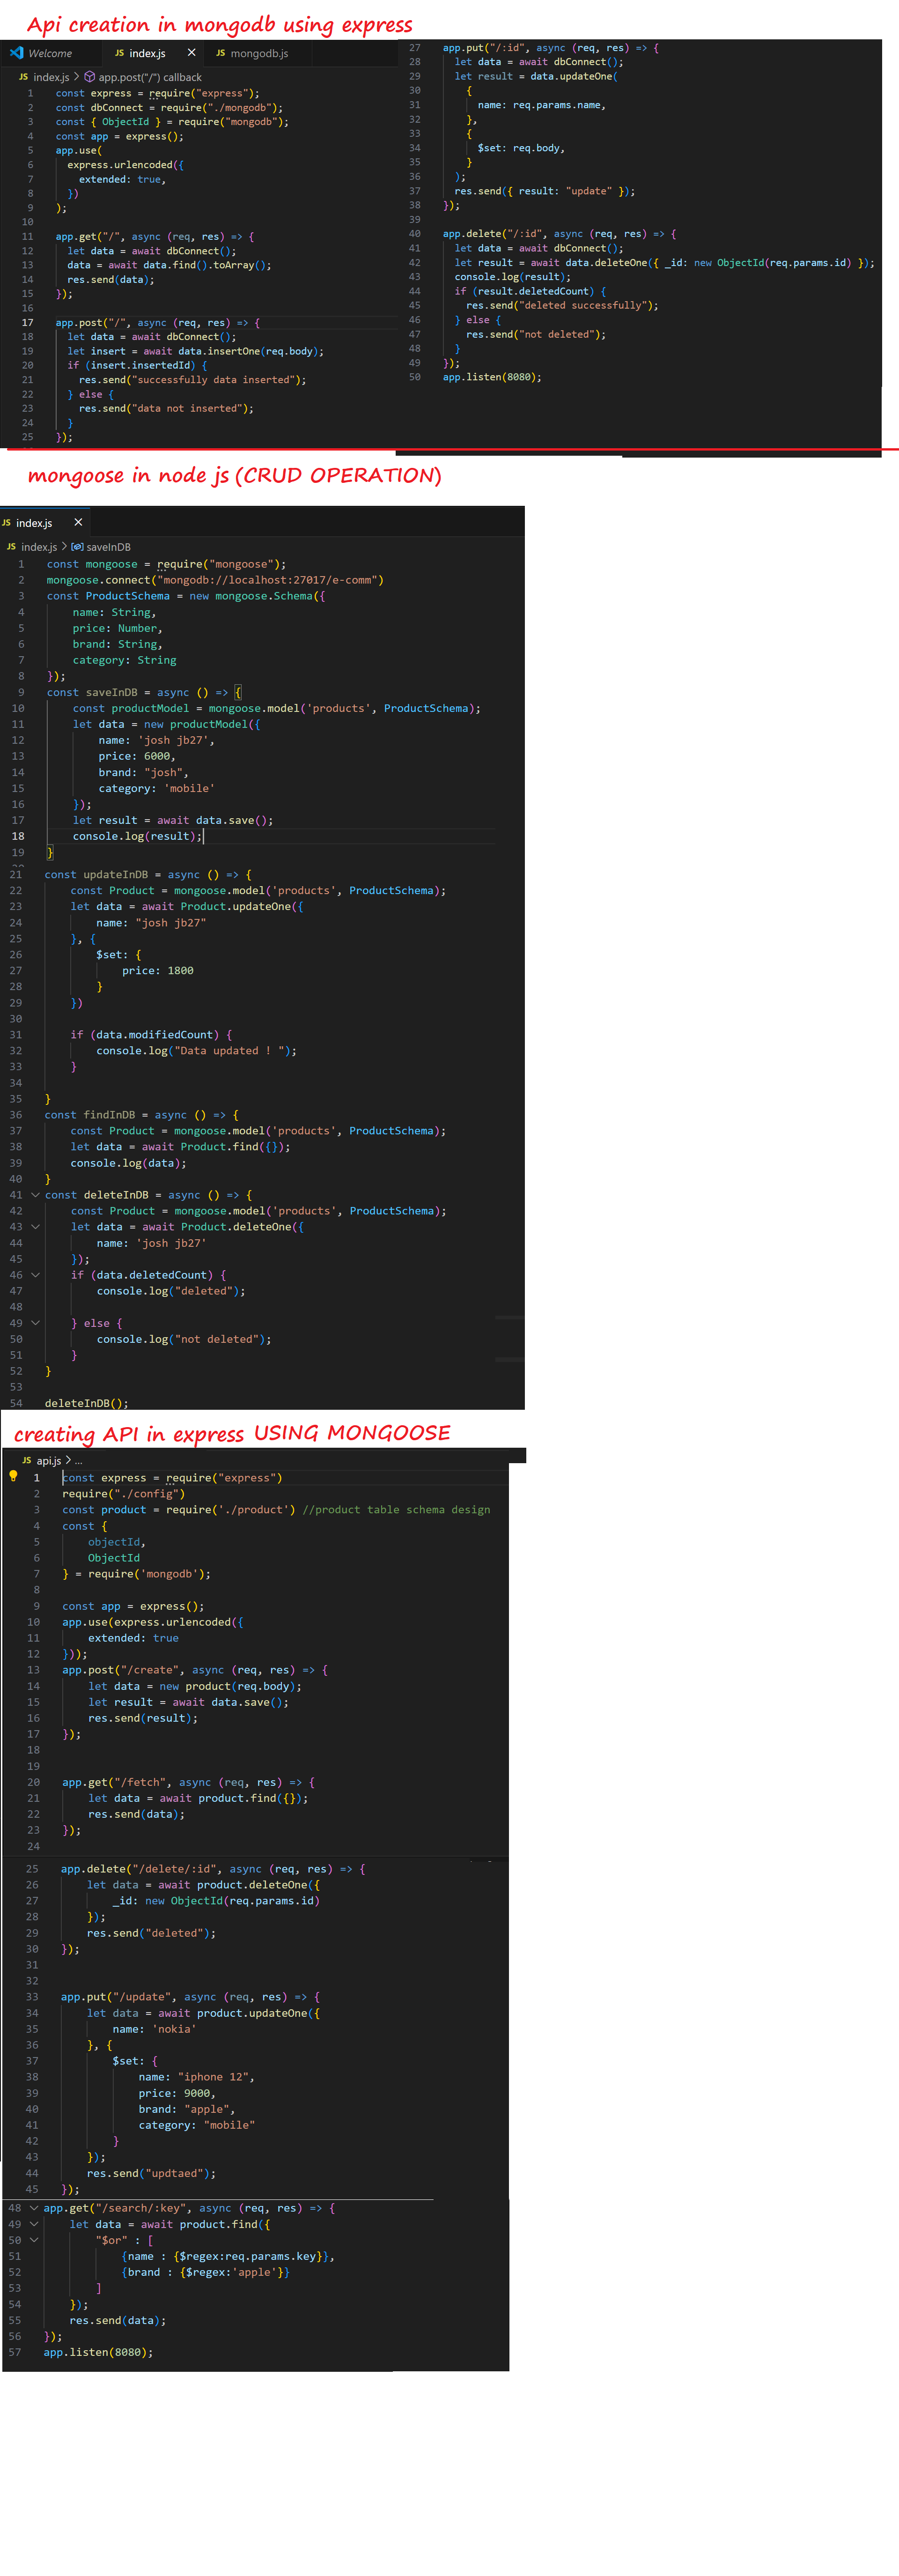 Api creation in mongodb using express
Welcome JS index.js × JS mongodb.js
JS index.js > app.post("/") callback
1 const express = require("express");
2 const dbConnect = require("./mongodb");
3 const { ObjectId } = require("mongodb");
4 const app = express();
5 app.use(
6 express.urlencoded({
7 extended: true,
8 })
9 );
10
11 app.get("/", async (req, res) => {
12 let data = await dbConnect();
13 data = await data.find().toArray();
14 res.send(data);
15 });
16
17 app.post("/", async (req, res) => {
18 let data = await dbConnect();
19 let insert = await data.insertOne(req.body);
20 if (insert.insertedId) {
21 res.send("successfully data inserted");
22 } else {
23 res.send("data not inserted");
24 }
25 });
27 app.put("/:id", async (req, res) => {
28 let data = await dbConnect();
29 let result = data.updateOne(
30 {
31 name: req.params.name,
32 },
33 {
34 $set: req.body,
35 }
36 );
37 res.send({ result: "update" });
38 });
39
40 app.delete("/:id", async (req, res) => {
41 let data = await dbConnect();
42 let result = await data.deleteOne({ _id: new ObjectId(req.params.id) });
43 console.log(result);
44 if (result.deletedCount) {
45 res.send("deleted successfully");
46 } else {
47 res.send("not deleted");
48 }
49 });
50 app.listen(8080);
mongoose in node js (CRUD OPERATION)
JS index.js ×
JS index.js > saveInDB
1 const mongoose = require("mongoose");
2 mongoose.connect("mongodb://localhost:27017/e-comm")
3 const ProductSchema = new mongoose.Schema({
4 name: String,
5 price: Number,
6 brand: String,
7 category: String
8 });
9 const saveInDB = async () => {
10 const productModel = mongoose.model('products', ProductSchema);
11 let data = new productModel({
12 name: 'josh jb27',
13 price: 6000,
14 brand: "josh",
15 category: 'mobile'
16 });
17 let result = await data.save();
18 console.log(result);
19 }
21 const updateInDB = async () => {
22 const Product = mongoose.model('products', ProductSchema);
23 let data = await Product.updateOne({
24 name: "josh jb27"
25 }, {
26 $set: {
27 price: 1800
28 }
29 })
30
31 if (data.modifiedCount) {
32 console.log("Data updated ! ");
33 }
34
35 }
36 const findInDB = async () => {
37 const Product = mongoose.model('products', ProductSchema);
38 let data = await Product.find({});
39 console.log(data);
40 }
41 const deleteInDB = async () => {
42 const Product = mongoose.model('products', ProductSchema);
43 let data = await Product.deleteOne({
44 name: 'josh jb27'
45 });
46 if (data.deletedCount) {
47 console.log("deleted");
48
49 } else {
50 console.log("not deleted");
51 }
52 }
53
54 deleteInDB();
creating API in express USING MONGOOSE
JS api.js > ...
1 const express = require("express")
2 require("./config")
3 const product = require('./product') //product table schema design
4 const {
5 objectId,
6 ObjectId
7 } = require('mongodb');
8
9 const app = express();
10 app.use(express.urlencoded({
11 extended: true
12 }));
13 app.post("/create", async (req, res) => {
14 let data = new product(req.body);
15 let result = await data.save();
16 res.send(result);
17 });
18
19
20 app.get("/fetch", async (req, res) => {
21 let data = await product.find({});
22 res.send(data);
23 });
24
25 app.delete("/delete/:id", async (req, res) => {
26 let data = await product.deleteOne({
27 _id: new ObjectId(req.params.id)
28 });
29 res.send("deleted");
30 });
31
32
33 app.put("/update", async (req, res) => {
34 let data = await product.updateOne({
35 name: 'nokia'
36 }, {
37 $set: {
38 name: "iphone 12",
39 price: 9000,
40 brand: "apple",
41 category: "mobile"
42 }
43 });
44 res.send("updtaed");
45 });
48 app.get("/search/:key", async (req, res) => {
49 let data = await product.find({
50 "$or" : [
51 {name : {$regex:req.params.key}},
52 {brand : {$regex:'apple'}}
53 ]
54 });
55 res.send(data);
56 });
57 app.listen(8080);